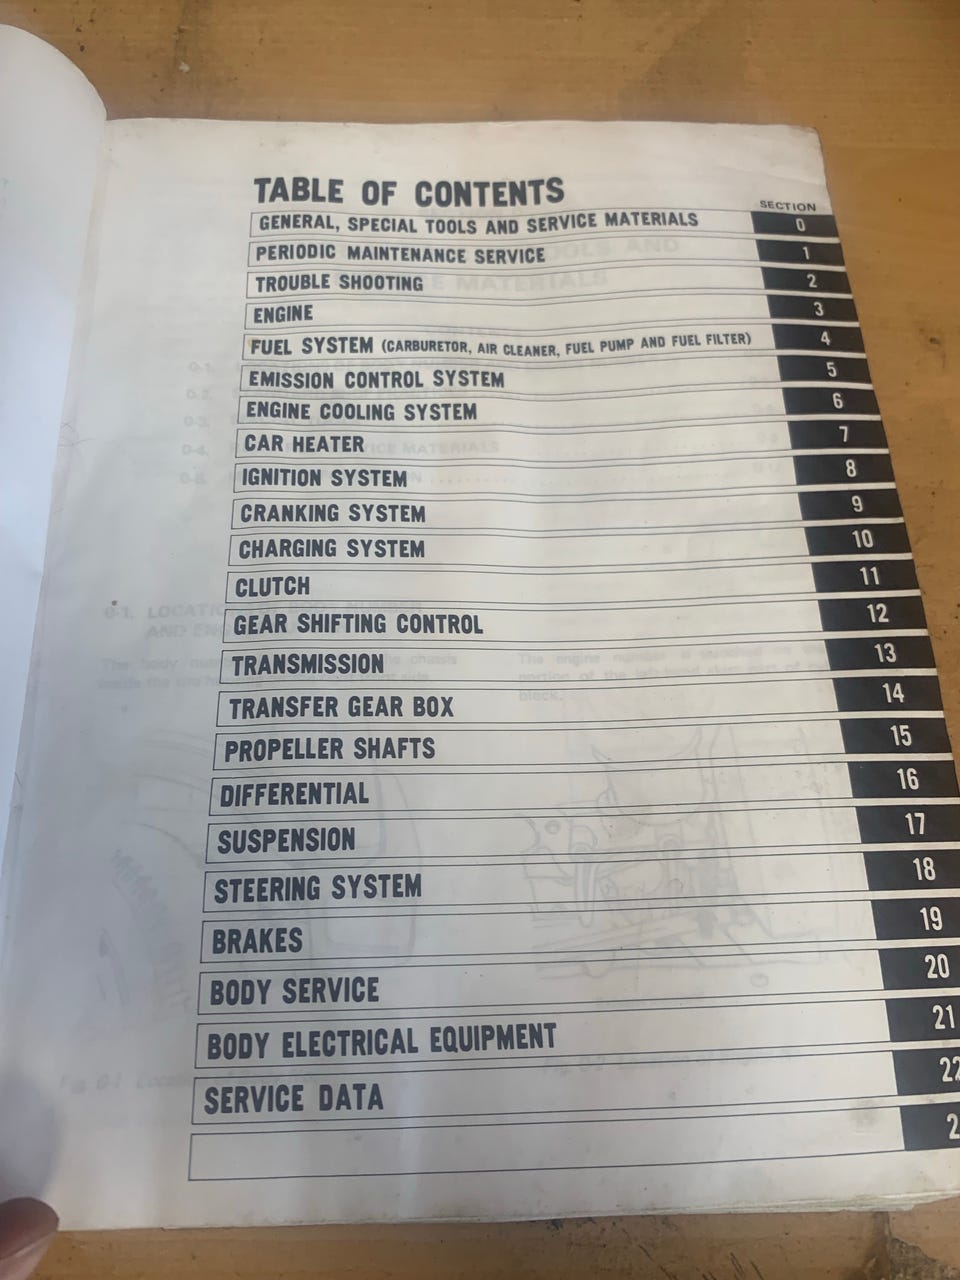 TABLE OF CONTENTS
SECTION
GENERAL, SPECIAL TOOLS AND SERVICE MATERIALS 0
PERIODIC MAINTENANCE SERVICE 1
TROUBLE SHOOTING 2
ENGINE 3
FUEL SYSTEM (CARBURETOR, AIR CLEANER, FUEL PUMP AND FUEL FILTER) 4
EMISSION CONTROL SYSTEM 5
ENGINE COOLING SYSTEM 6
CAR HEATER 7
IGNITION SYSTEM 8
CRANKING SYSTEM 9
CHARGING SYSTEM 10
CLUTCH 11
GEAR SHIFTING CONTROL 12
TRANSMISSION 13
TRANSFER GEAR BOX 14
PROPELLER SHAFTS 15
DIFFERENTIAL 16
SUSPENSION 17
STEERING SYSTEM 18
BRAKES 19
BODY SERVICE 20
BODY ELECTRICAL EQUIPMENT 21
SERVICE DATA 22
2